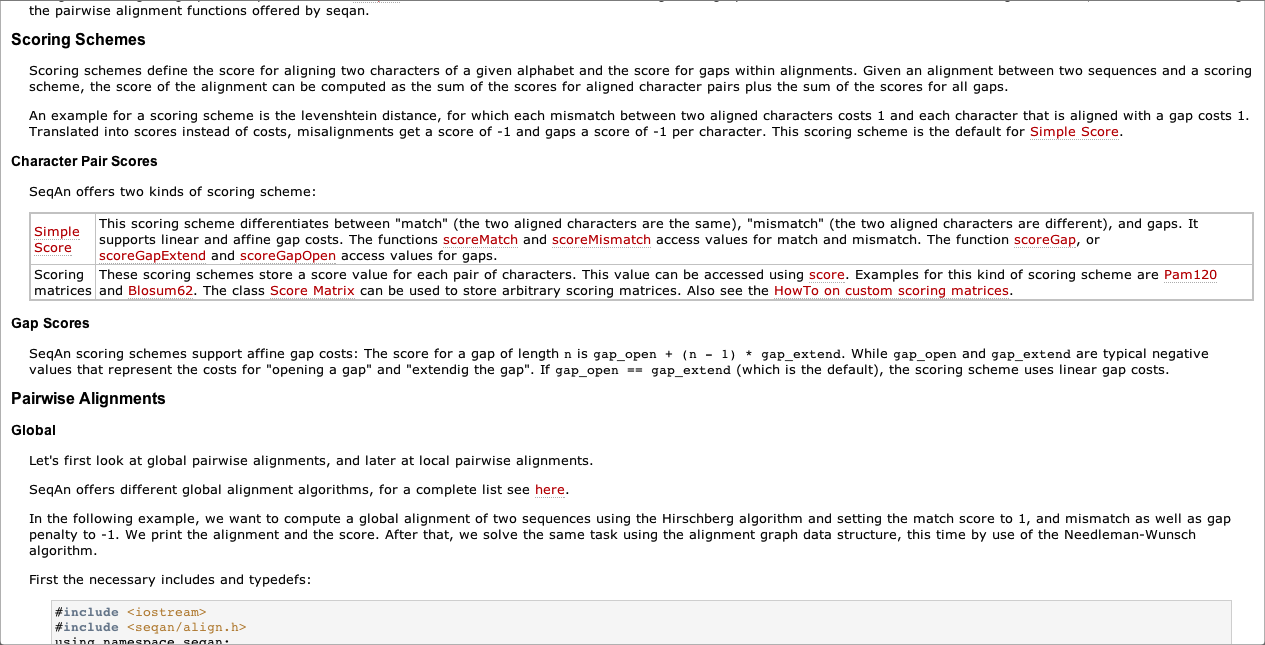 the pairwise alignment functions offered by seqan.
Scoring Schemes
Scoring schemes define the score for aligning two characters of a given alphabet and the score for gaps within alignments. Given an alignment between two sequences and a scoring
scheme, the score of the alignment can be computed as the sum of the scores for aligned character pairs plus the sum of the scores for all gaps.
An example for a scoring scheme is the levenshtein distance, for which each mismatch between two aligned characters costs 1 and each character that is aligned with a gap costs 1.
Translated into scores instead of costs, misalignments get a score of -1 and gaps a score of -1 per character. This scoring scheme is the default for Simple Score.
Character Pair Scores
SeqAn offers two kinds of scoring scheme:
Simple
Score
This scoring scheme differentiates between "match" (the two aligned characters are the same), "mismatch" (the two aligned characters are different), and gaps. It
supports linear and affine gap costs. The functions scoreMatch and scoreMismatch access values for match and mismatch. The function scoreGap, or
scoreGapExtend and scoreGapOpen access values for gaps.
Scoring
matrices
These scoring schemes store a score value for each pair of characters. This value can be accessed using score. Examples for this kind of scoring scheme are Pam120
and Blosum62. The class Score Matrix can be used to store arbitrary scoring matrices. Also see the HowTo on custom scoring matrices.
Gap Scores
SeqAn scoring schemes support affine gap costs: The score for a gap of length n is gap_open + (n - 1) * gap_extend. While gap_open and gap_extend are typical negative
values that represent the costs for "opening a gap" and "extendig the gap". If gap_open == gap_extend (which is the default), the scoring scheme uses linear gap costs.
Pairwise Alignments
Global
Let's first look at global pairwise alignments, and later at local pairwise alignments.
SeqAn offers different global alignment algorithms, for a complete list see here.
In the following example, we want to compute a global alignment of two sequences using the Hirschberg algorithm and setting the match score to 1, and mismatch as well as gap
penalty to -1. We print the alignment and the score. After that, we solve the same task using the alignment graph data structure, this time by use of the Needleman-Wunsch
algorithm.
First the necessary includes and typedefs:
#include <iostream>
#include <seqan/align.h>
using namespace seqan;